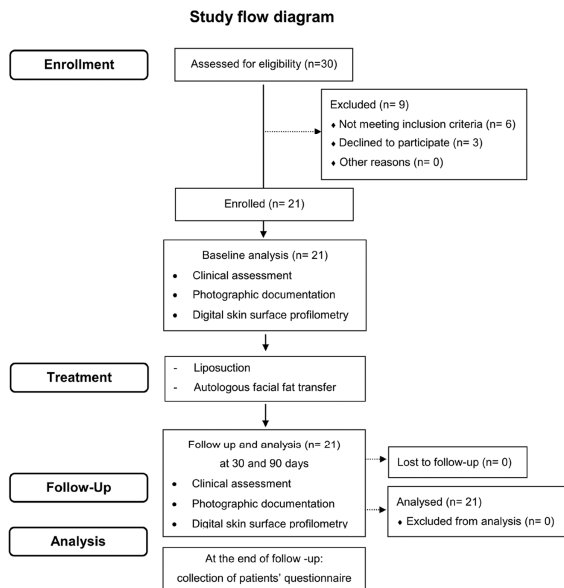 Study flow diagram
Enrollment
Assessed for eligibility (n=30)
Excluded (n= 9)
♦ Not meeting inclusion criteria (n= 6)
♦ Declined to participate (n= 3)
♦ Other reasons (n= 0)
Enrolled (n= 21)
Baseline analysis (n= 21)
• Clinical assessment
• Photographic documentation
• Digital skin surface profilometry
Treatment
- Liposuction
- Autologous facial fat transfer
Follow up and analysis (n= 21)
at 30 and 90 days
• Clinical assessment
• Photographic documentation
• Digital skin surface profilometry
Lost to follow-up (n= 0)
Follow-Up
Analysed (n= 21)
♦ Excluded from analysis (n= 0)
Analysis
At the end of follow -up:
collection of patients' questionnaire